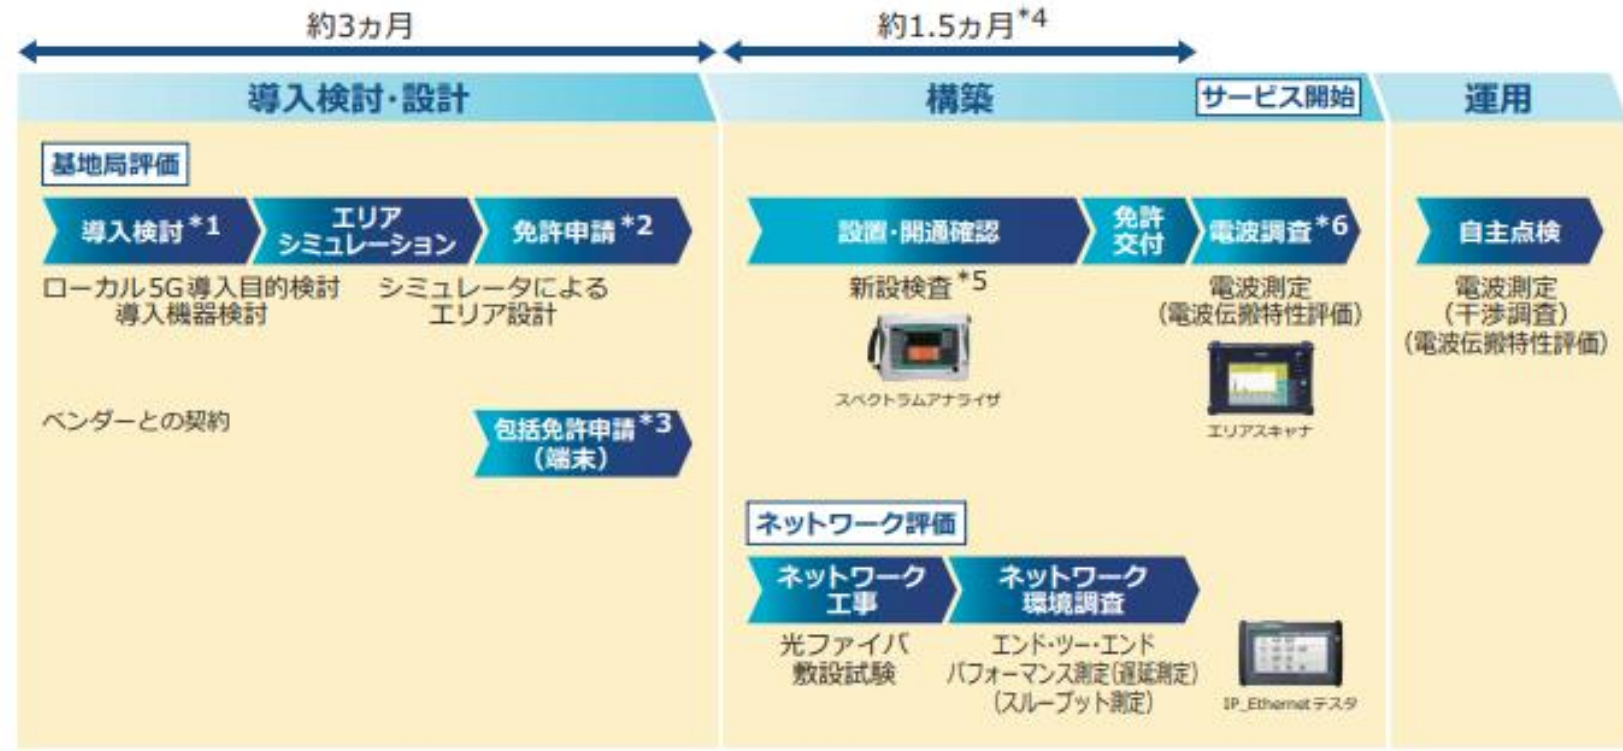 約3ヵ月
約1.5ヵ月*4
導入検討・設計
構築
サービス開始
運用
基地局評価
導入検討*1
エリア
シミュレーション
免許申請*2
設置・開通確認
免許
交付
電波調査*6
自主点検
ローカル5G導入目的検討
導入機器検討
シミュレータによる
エリア設計
新設検査*5
電波測定
(電波伝搬特性評価)
電波測定
(干渉調査)
(電波伝搬特性評価)
スペクトラムアナライザ
エリアスキャナ
ベンダーとの契約
包括免許申請*3
(端末)
ネットワーク評価
ネットワーク
工事
ネットワーク
環境調査
光ファイバ
敷設試験
エンド・ツー・エンド
パフォーマンス測定(遅延測定)
(スループット測定)
IP_Ethernetテスタ